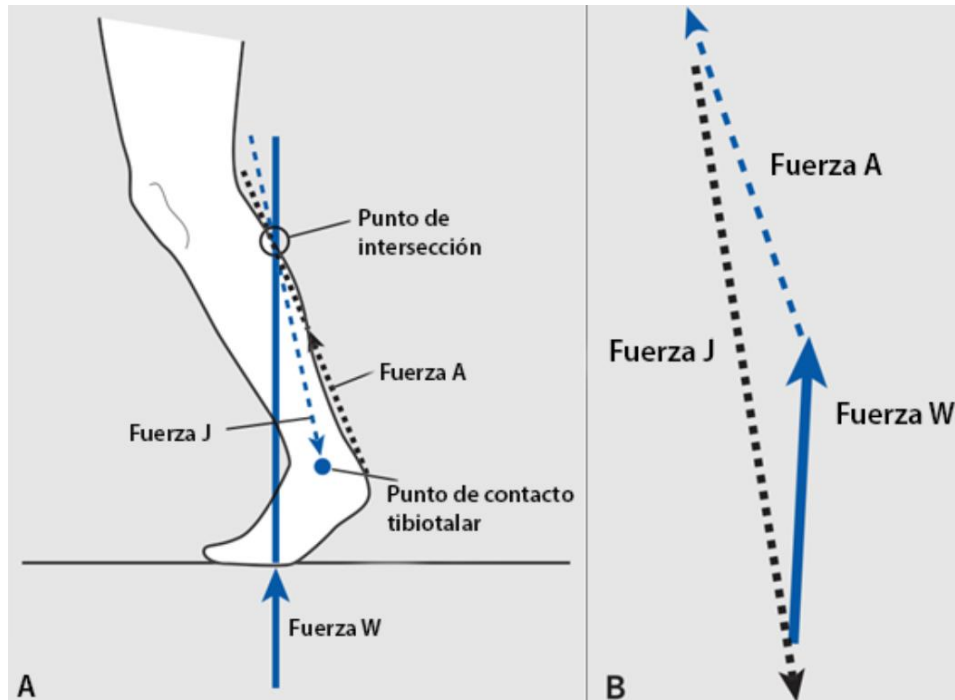 Punto de
intersección
Fuerza A
Fuerza J
Punto de contacto
tibiotalar
Fuerza W
A
Fuerza A
Fuerza J
Fuerza W
B